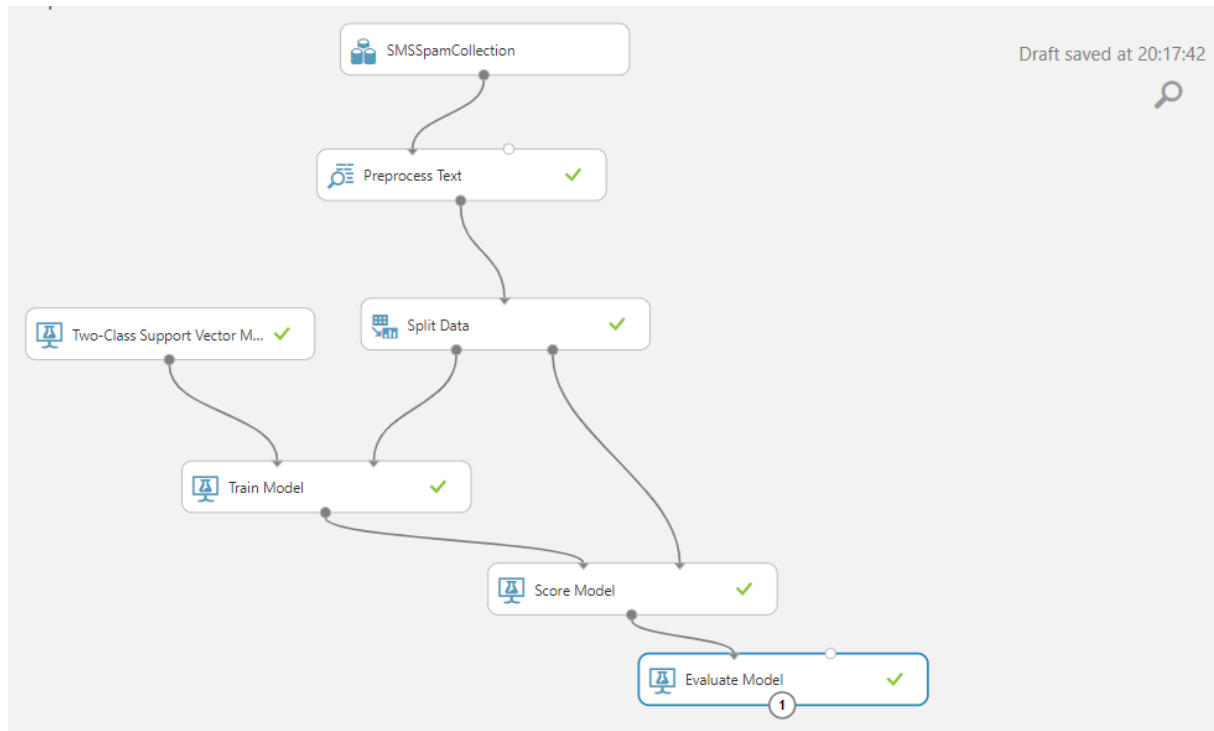 SMSSpamCollection
Draft saved at 20:17:42
Preprocess Text
Split Data
Two-Class Support Vector M...
Train Model
Score Model
Evaluate Model
1